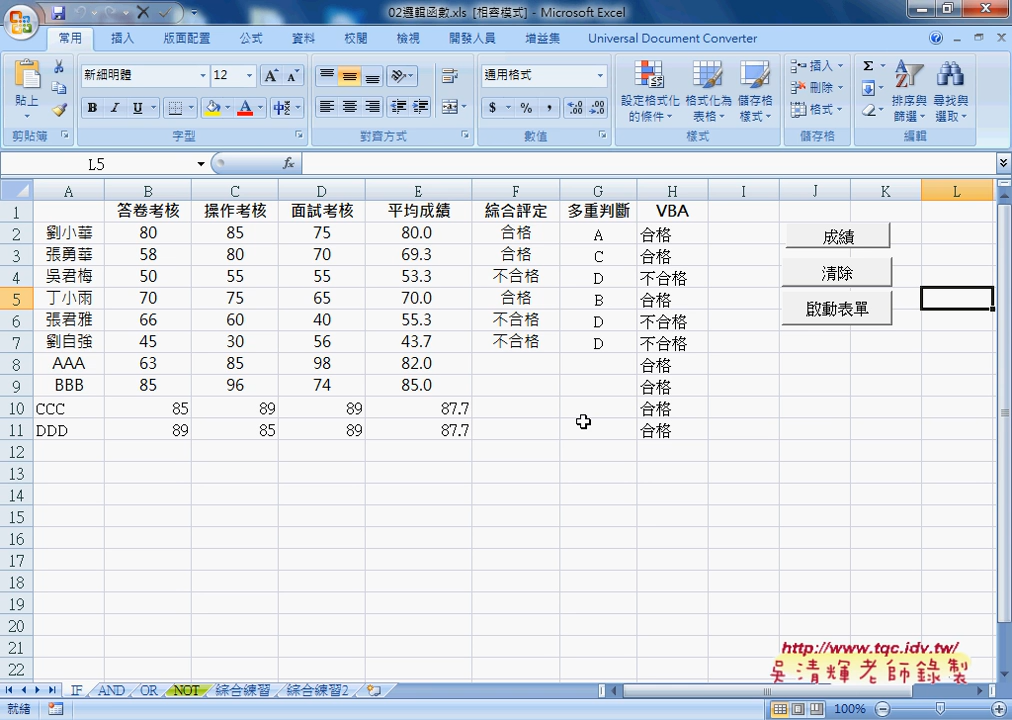 02邏輯函數.xls [相容模式] - Microsoft Excel
常用 插入 版面配置 公式 資料 校閱 檢視 開發人員 增益集 Universal Document Converter
貼上 新細明體 12 通用格式 設定格式化的條件 格式化為表格 儲存格樣式 插入 刪除 格式 排序與篩選 尋找與選取
剪貼簿 字型 對齊方式 數值 樣式 儲存格 編輯
L5 fx
A B C D E F G H I J K L
1 答卷考核 操作考核 面試考核 平均成績 綜合評定 多重判斷 VBA
2 劉小華 80 85 75 80.0 合格 A 合格 成績
3 張勇華 58 80 70 69.3 合格 C 合格
4 吳君梅 50 55 55 53.3 不合格 D 不合格 清除
5 丁小雨 70 75 65 70.0 合格 B 合格 啟動表單
6 張君雅 66 60 40 55.3 不合格 D 不合格
7 劉自強 45 30 56 43.7 不合格 D 不合格
8 AAA 63 85 98 82.0 合格
9 BBB 85 96 74 85.0 合格
10 CCC 85 89 89 87.7 合格
11 DDD 89 85 89 87.7 合格
12
13
14
15
16
17
18
19
20
21
22
http://www.tqc.idv.tw/
吳清輝老師錄製
IF AND OR NOT 綜合練習 綜合練習2
就緒 100%